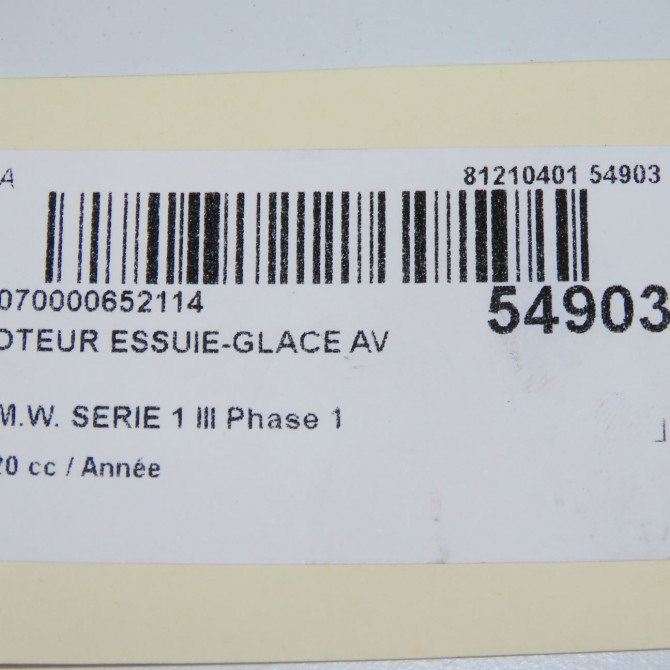 A 81210401 54903
070000652114 54903
OTEUR ESSUIE-GLACE AV
M.W. SERIE 1 III Phase 1
20 cc / Année